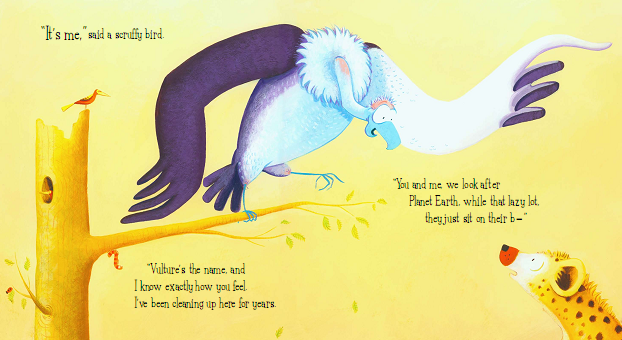 "It's me," said a scruffy bird.
"You and me, we look after
Planet Earth, while that lazy lot,
they just sit on their b–"
"Vulture's the name, and
I know exactly how you feel.
I've been cleaning up here for years.